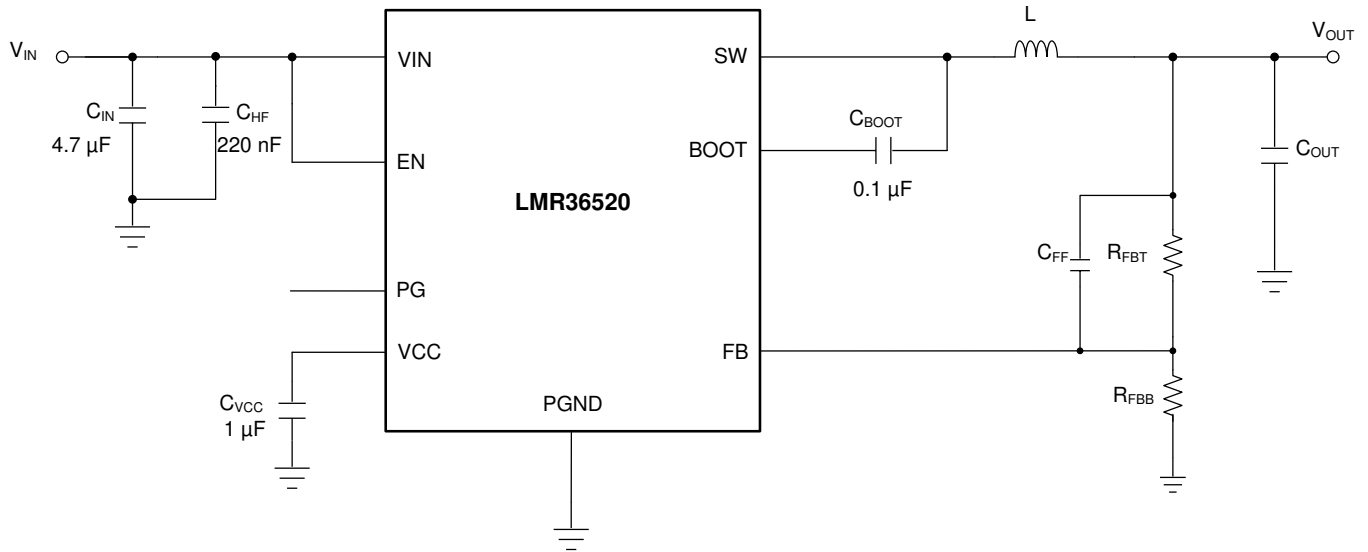 L
V_OUT
V_IN
VIN
SW
C_IN
4.7 µF
C_HF
220 nF
C_BOOT
0.1 µF
BOOT
C_OUT
EN
LMR36520
C_FF
R_FBT
PG
VCC
FB
C_VCC
1 µF
PGND
R_FBB